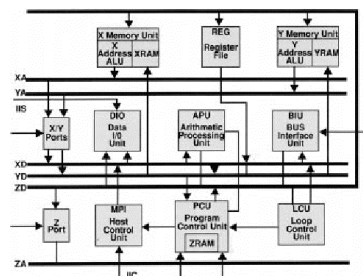 X Memory Unit
X
Address
ALU
XRAM
REG
Register
File
Y Memory Unit
Y
Address
ALU
YRAM
XA
YA
IIS
X/Y
Ports
DIO
Data
I/O
Unit
APU
Arithmetic
Processing
Unit
BIU
BUS
Interface
Unit
XD
YD
ZD
Z
Port
MPI
Host
Control
Unit
PCU
Program
Control Unit
ZRAM
LCU
Loop
Control
Unit
ZA
IIC